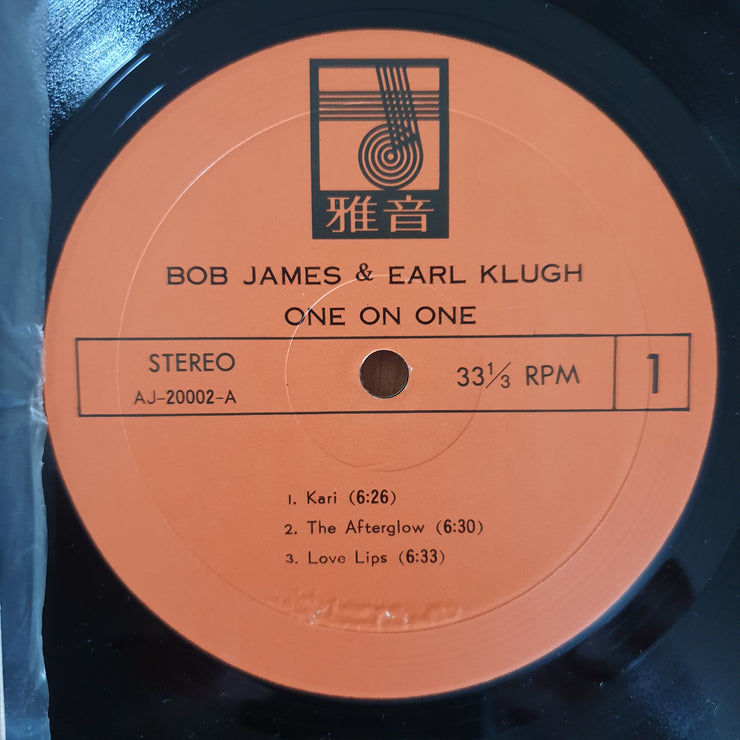 雅音
BOB JAMES & EARL KLUGH
ONE ON ONE
STEREO
AJ-20002-A
33⅓ RPM
1
1. Kari (6:26)
2. The Afterglow (6:30)
3. Love Lips (6:33)